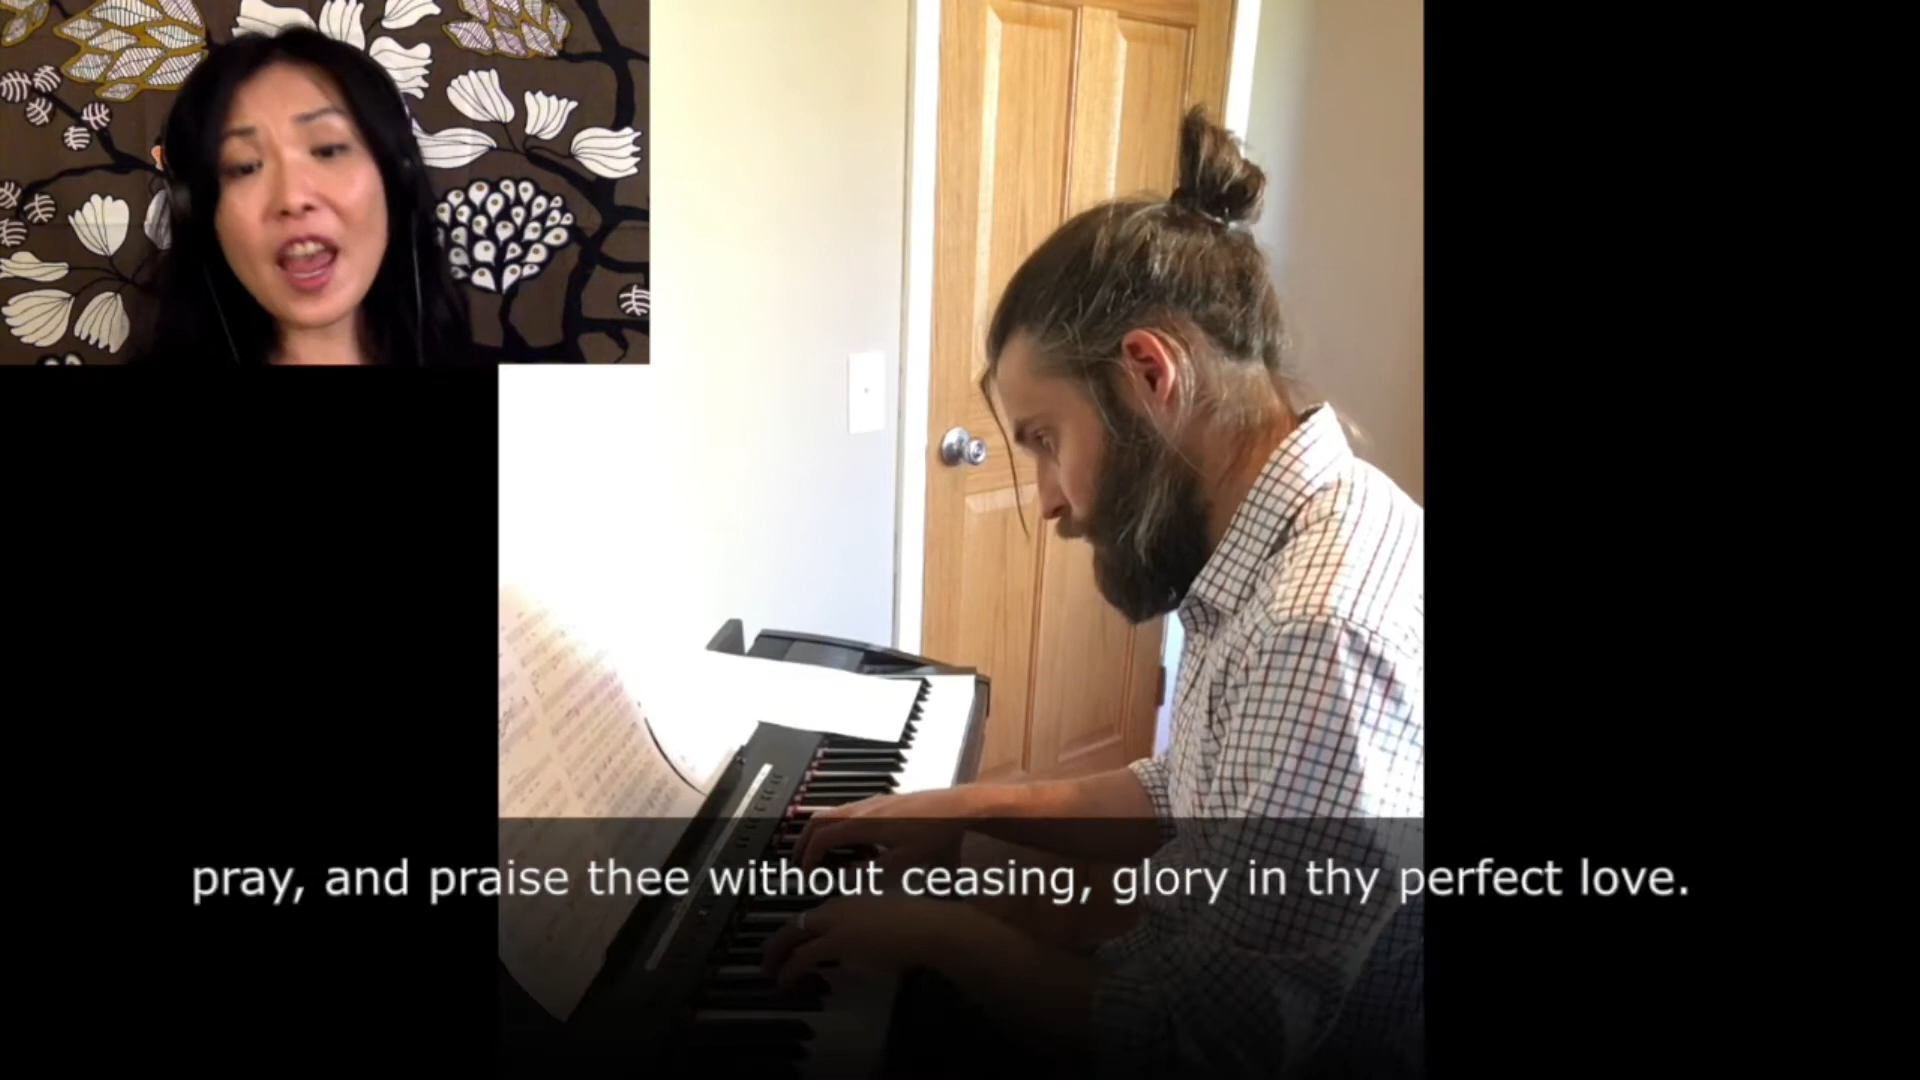 pray, and praise thee without ceasing, glory in thy perfect love.